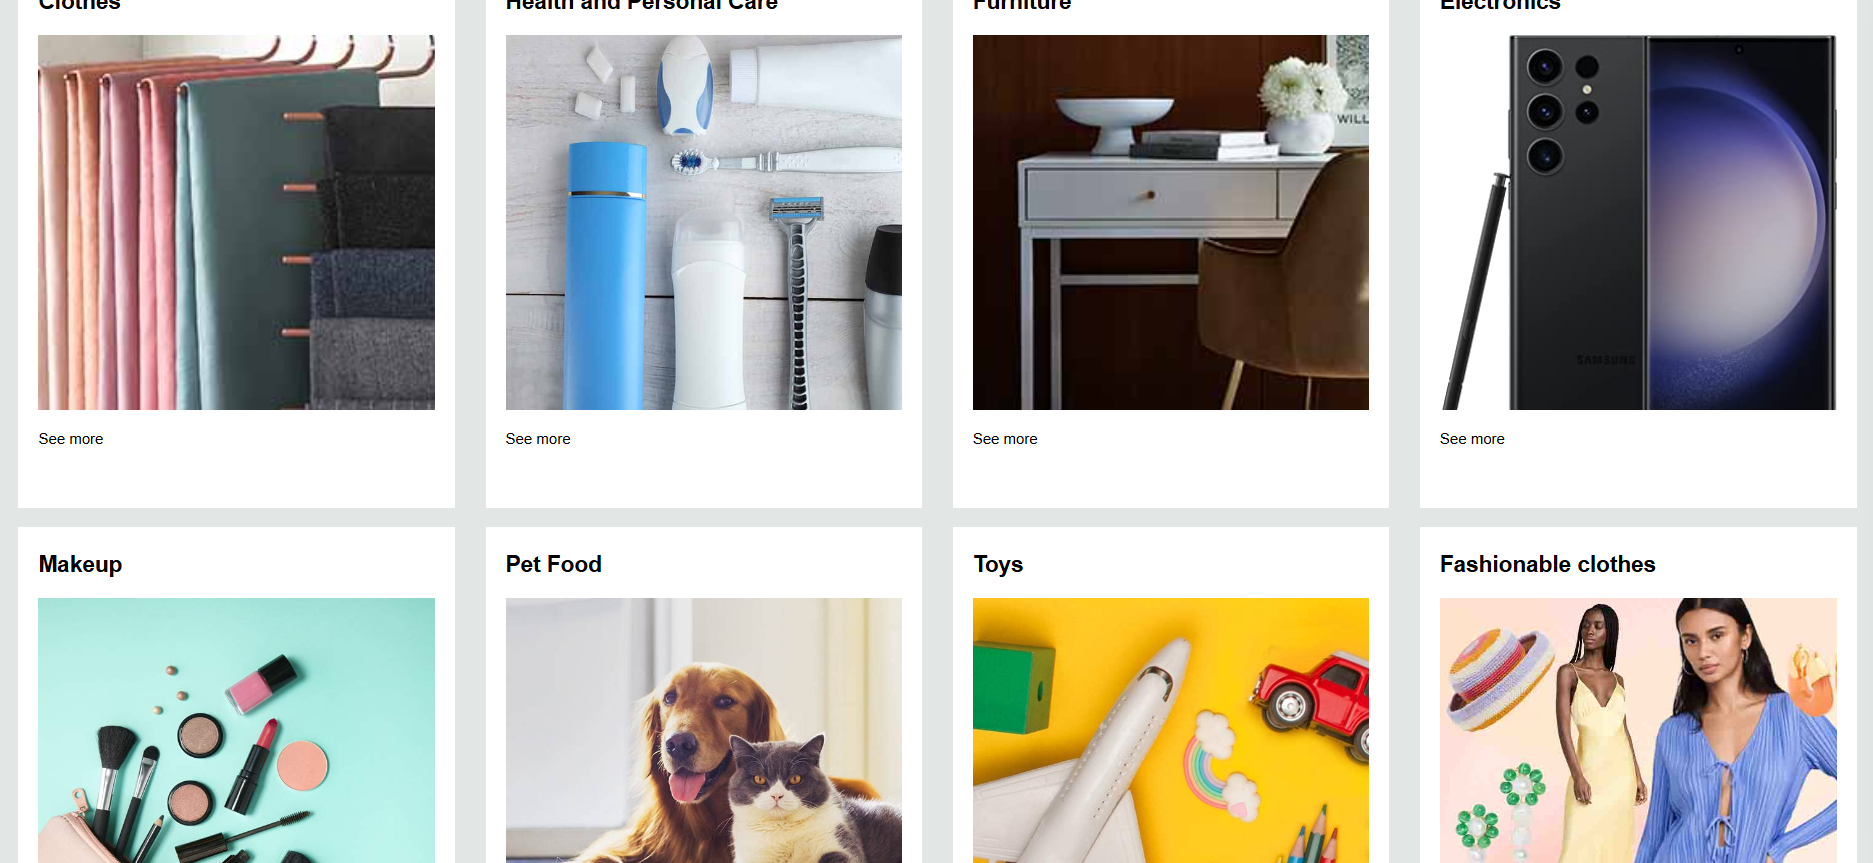 Clothes
Health and Personal Care
Furniture
Electronics
WILL
SAMSUNG
See more
See more
See more
See more
Makeup
Pet Food
Toys
Fashionable clothes